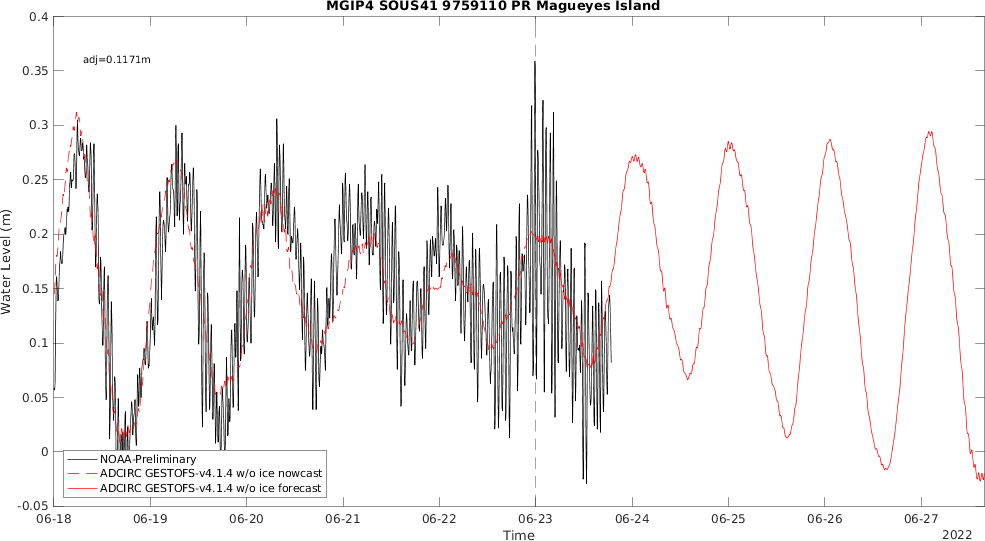 MGIP4 SOUS41 9759110 PR Magueyes Island
0.4
adj=0.1171m
0.35
0.3
0.25
0.2
Water Level (m)
0.15
0.1
0.05
0
-0.05
NOAA-Preliminary
ADCIRC GESTOFS-v4.1.4 w/o ice nowcast
ADCIRC GESTOFS-v4.1.4 w/o ice forecast
06-18 06-19 06-20 06-21 06-22 06-23 06-24 06-25 06-26 06-27
Time
2022